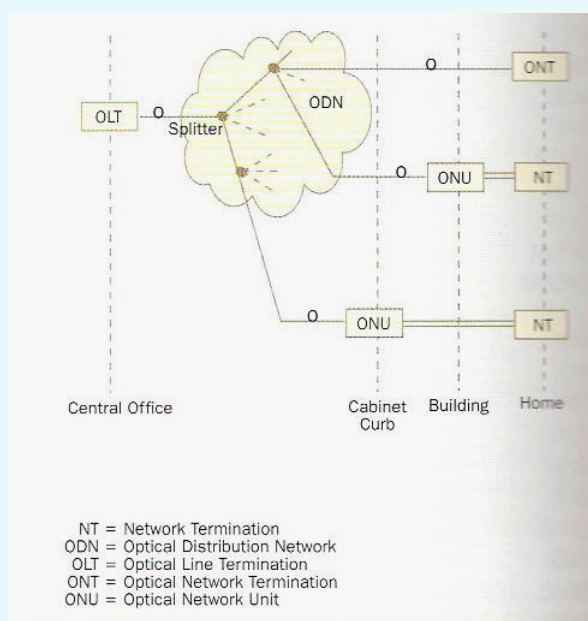 O
ONT
OLT
O
Splitter
ODN
O
ONU
NT
O
ONU
NT
Central Office
Cabinet
Curb
Building
Home
NT = Network Termination
ODN = Optical Distribution Network
OLT = Optical Line Termination
ONT = Optical Network Termination
ONU = Optical Network Unit